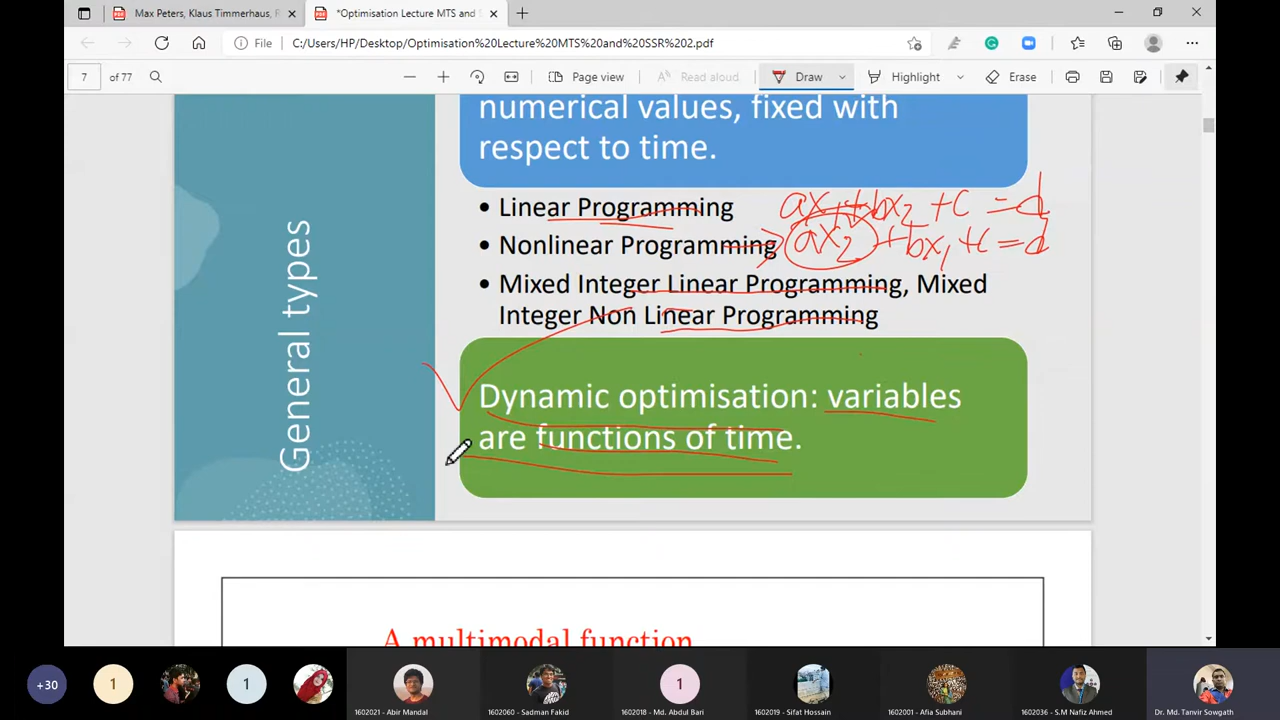 Max Peters, Klaus Timmerhaus, P
*Optimisation Lecture MTS and S
File
C:/Users/HP/Desktop/Optimisation%20Lecture%20MTS%20and%20SSR%202.pdf
7 of 77
Page view
Read aloud
Draw
Highlight
Erase
numerical values, fixed with
respect to time.
• Linear Programming
ax1+bx2 +c =d
• Nonlinear Programming
ax2 +bx1+c=d
• Mixed Integer Linear Programming, Mixed
Integer Non Linear Programming
General types
Dynamic optimisation: variables
are functions of time.
A multimodal function
+30
1
1
1
1602021 - Abir Mandal
1602060 - Sadman Fakid
1602018 - Md. Abdul Bari
1602019 - Sifat Hossain
1602001 - Afia Subhani
1602036 - S.M Nafiz Ahmed
Dr. Md. Tanvir Sowgath